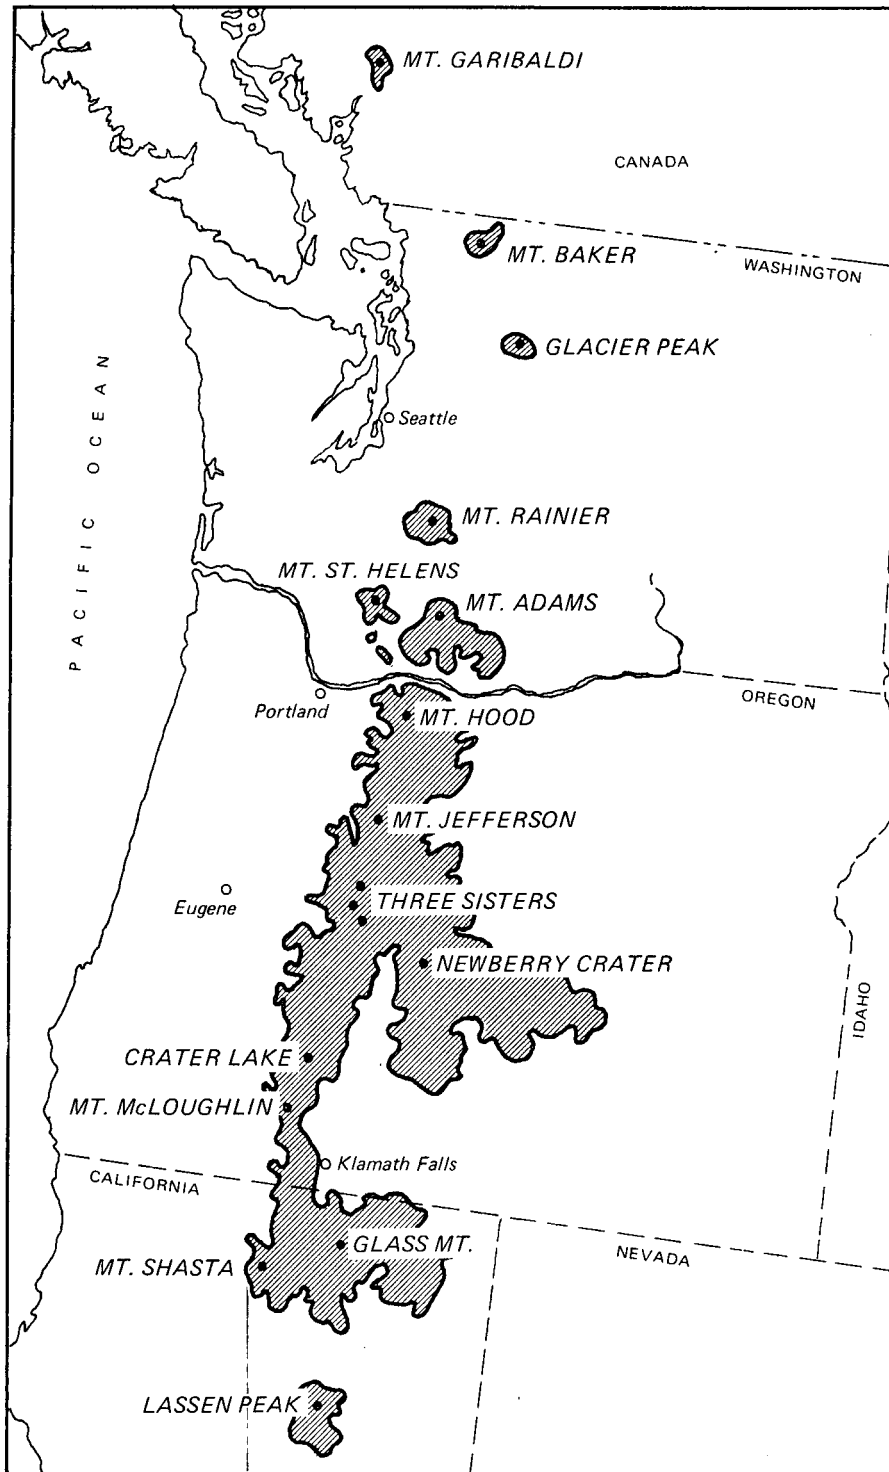 MT. GARIBALDI
CANADA
MT. BAKER
WASHINGTON
GLACIER PEAK
PACIFIC OCEAN
Seattle
MT. RAINIER
MT. ST. HELENS
MT. ADAMS
OREGON
Portland
MT. HOOD
MT. JEFFERSON
THREE SISTERS
Eugene
NEWBERRY CRATER
IDAHO
CRATER LAKE
MT. McLOUGHLIN
Klamath Falls
CALIFORNIA
GLASS MT.
NEVADA
MT. SHASTA
LASSEN PEAK